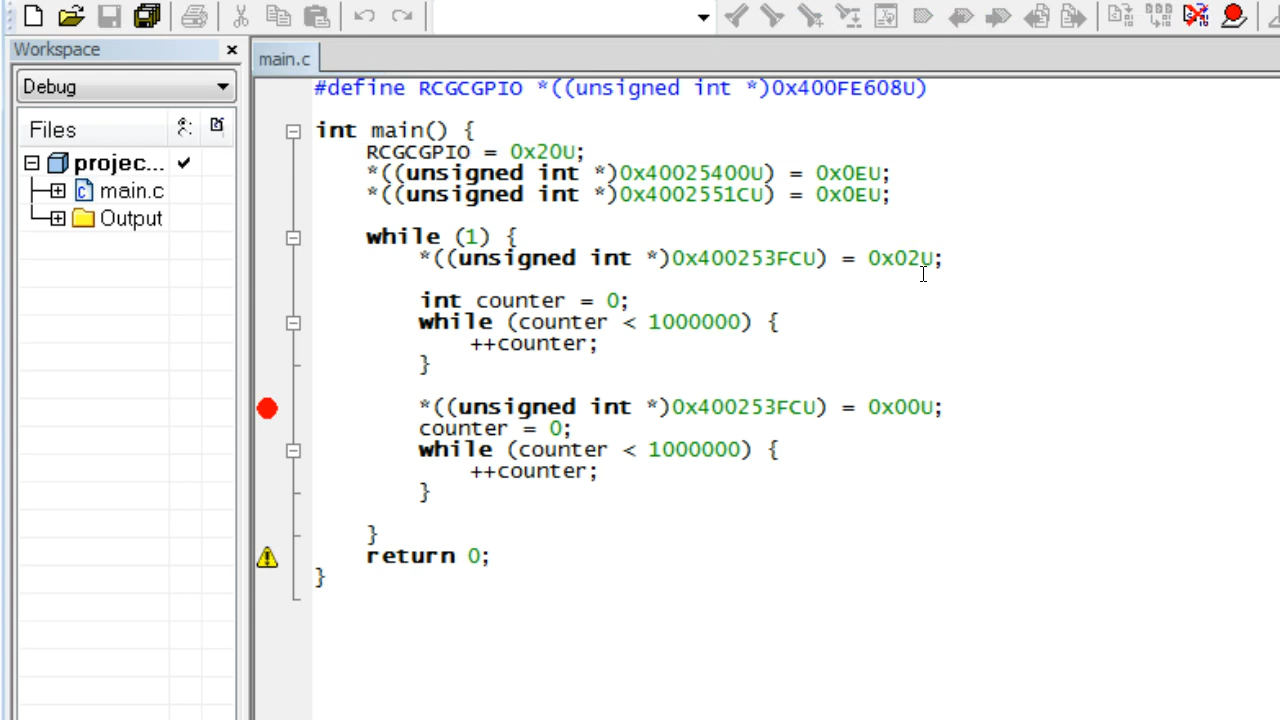 Workspace
Debug
Files
projec...
main.c
Output
main.c
#define RCGCGPIO *((unsigned int *)0x400FE608U)
int main() {
RCGCGPIO = 0x20U;
*((unsigned int *)0x40025400U) = 0x0EU;
*((unsigned int *)0x4002551CU) = 0x0EU;
while (1) {
*((unsigned int *)0x400253FCU) = 0x02U;
int counter = 0;
while (counter < 1000000) {
++counter;
}
*((unsigned int *)0x400253FCU) = 0x00U;
counter = 0;
while (counter < 1000000) {
++counter;
}
}
return 0;
}